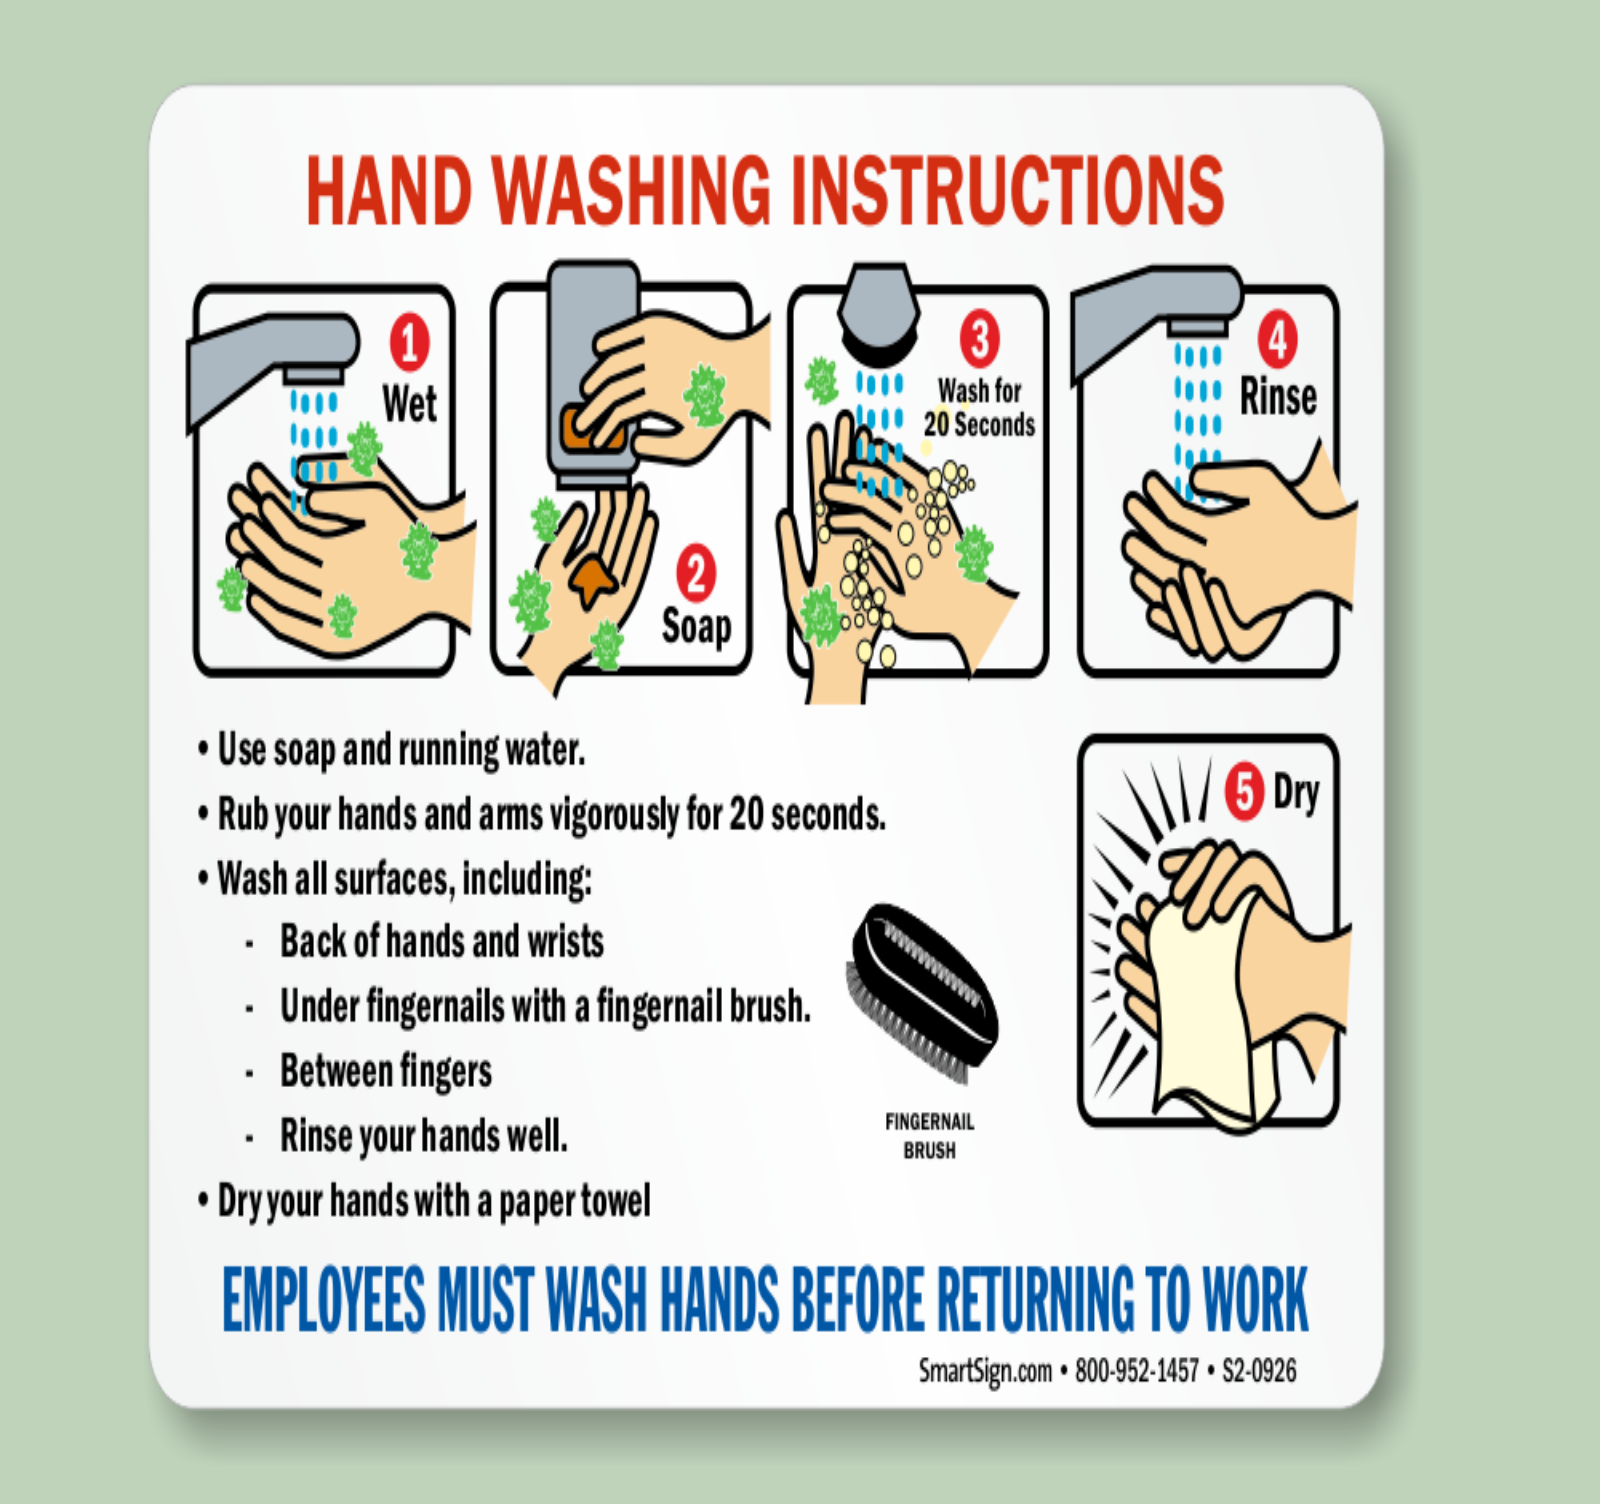 HAND WASHING INSTRUCTIONS
1
Wet
2
Soap
3
Wash for
20 Seconds
4
Rinse
• Use soap and running water.
• Rub your hands and arms vigorously for 20 seconds.
• Wash all surfaces, including:
- Back of hands and wrists
- Under fingernails with a fingernail brush.
- Between fingers
- Rinse your hands well.
• Dry your hands with a paper towel
5 Dry
FINGERNAIL
BRUSH
EMPLOYEES MUST WASH HANDS BEFORE RETURNING TO WORK
SmartSign.com • 800-952-1457 • S2-0926